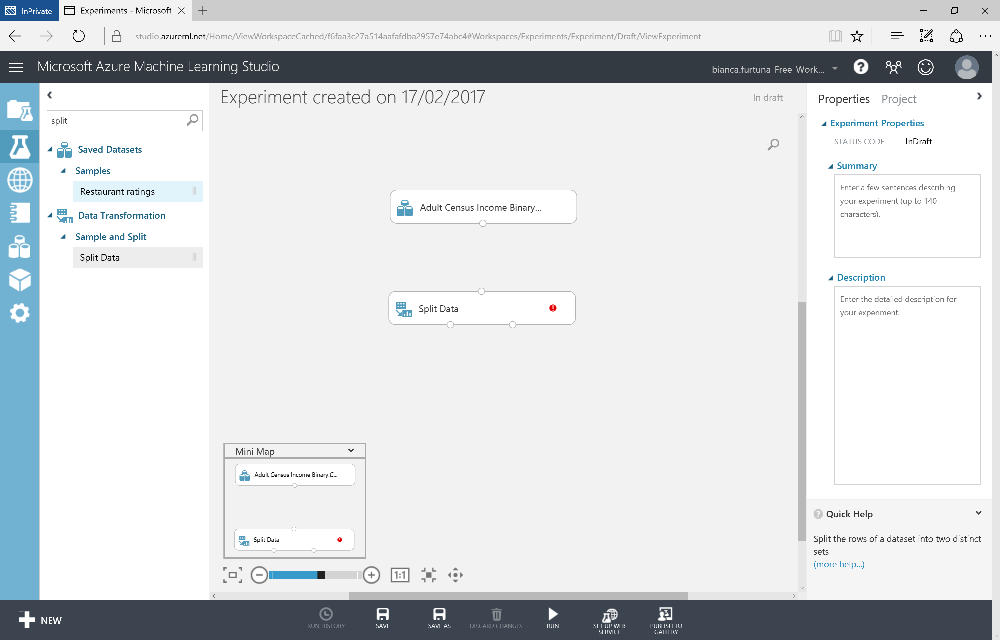 InPrivate
Experiments - Microsoft
studio.azureml.net/Home/ViewWorkspaceCached/f6faa3c27a514aafafdba2957e74abc4#Workspaces/Experiments/Experiment/Draft/ViewExperiment
Microsoft Azure Machine Learning Studio
bianca.furtuna-Free-Work...
split
Saved Datasets
Samples
Restaurant ratings
Data Transformation
Sample and Split
Split Data
Experiment created on 17/02/2017
In draft
Adult Census Income Binary...
Split Data
Mini Map
Adult Census Income Binary C...
Split Data
1:1
Properties
Project
Experiment Properties
STATUS CODE
InDraft
Summary
Enter a few sentences describing
your experiment (up to 140
characters).
Description
Enter the detailed description for
your experiment.
Quick Help
Split the rows of a dataset into two distinct
sets
(more help...)
NEW
RUN HISTORY
SAVE
SAVE AS
DISCARD CHANGES
RUN
SET UP WEB
SERVICE
PUBLISH TO
GALLERY